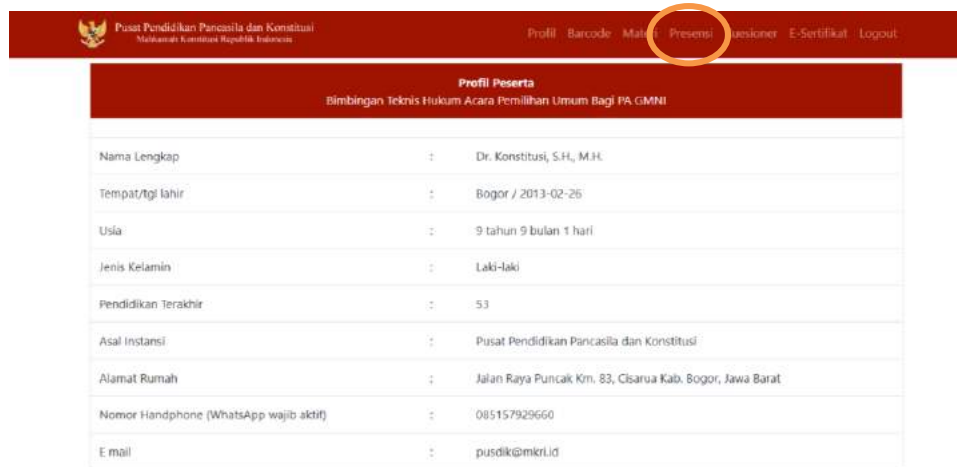 Pusat Pendidikan Pancasila dan Konstitusi
Mahkamah Konstitusi Republik Indonesia
Profil Barcode Materi Presensi Kuesioner E-Sertifikat Logout
Profil Peserta
Bimbingan Teknis Hukum Acara Pemilihan Umum Bagi PA GMNI
Nama Lengkap : Dr. Konstitusi, S.H., M.H.
Tempat/tgl lahir : Bogor / 2013-02-26
Usia : 9 tahun 9 bulan 1 hari
Jenis Kelamin : Laki-laki
Pendidikan Terakhir : S3
Asal Instansi : Pusat Pendidikan Pancasila dan Konstitusi
Alamat Rumah : Jalan Raya Puncak Km. 83, Cisarua Kab. Bogor, Jawa Barat
Nomor Handphone (WhatsApp wajib aktif) : 085157929660
E mail : pusdik@mkri.id